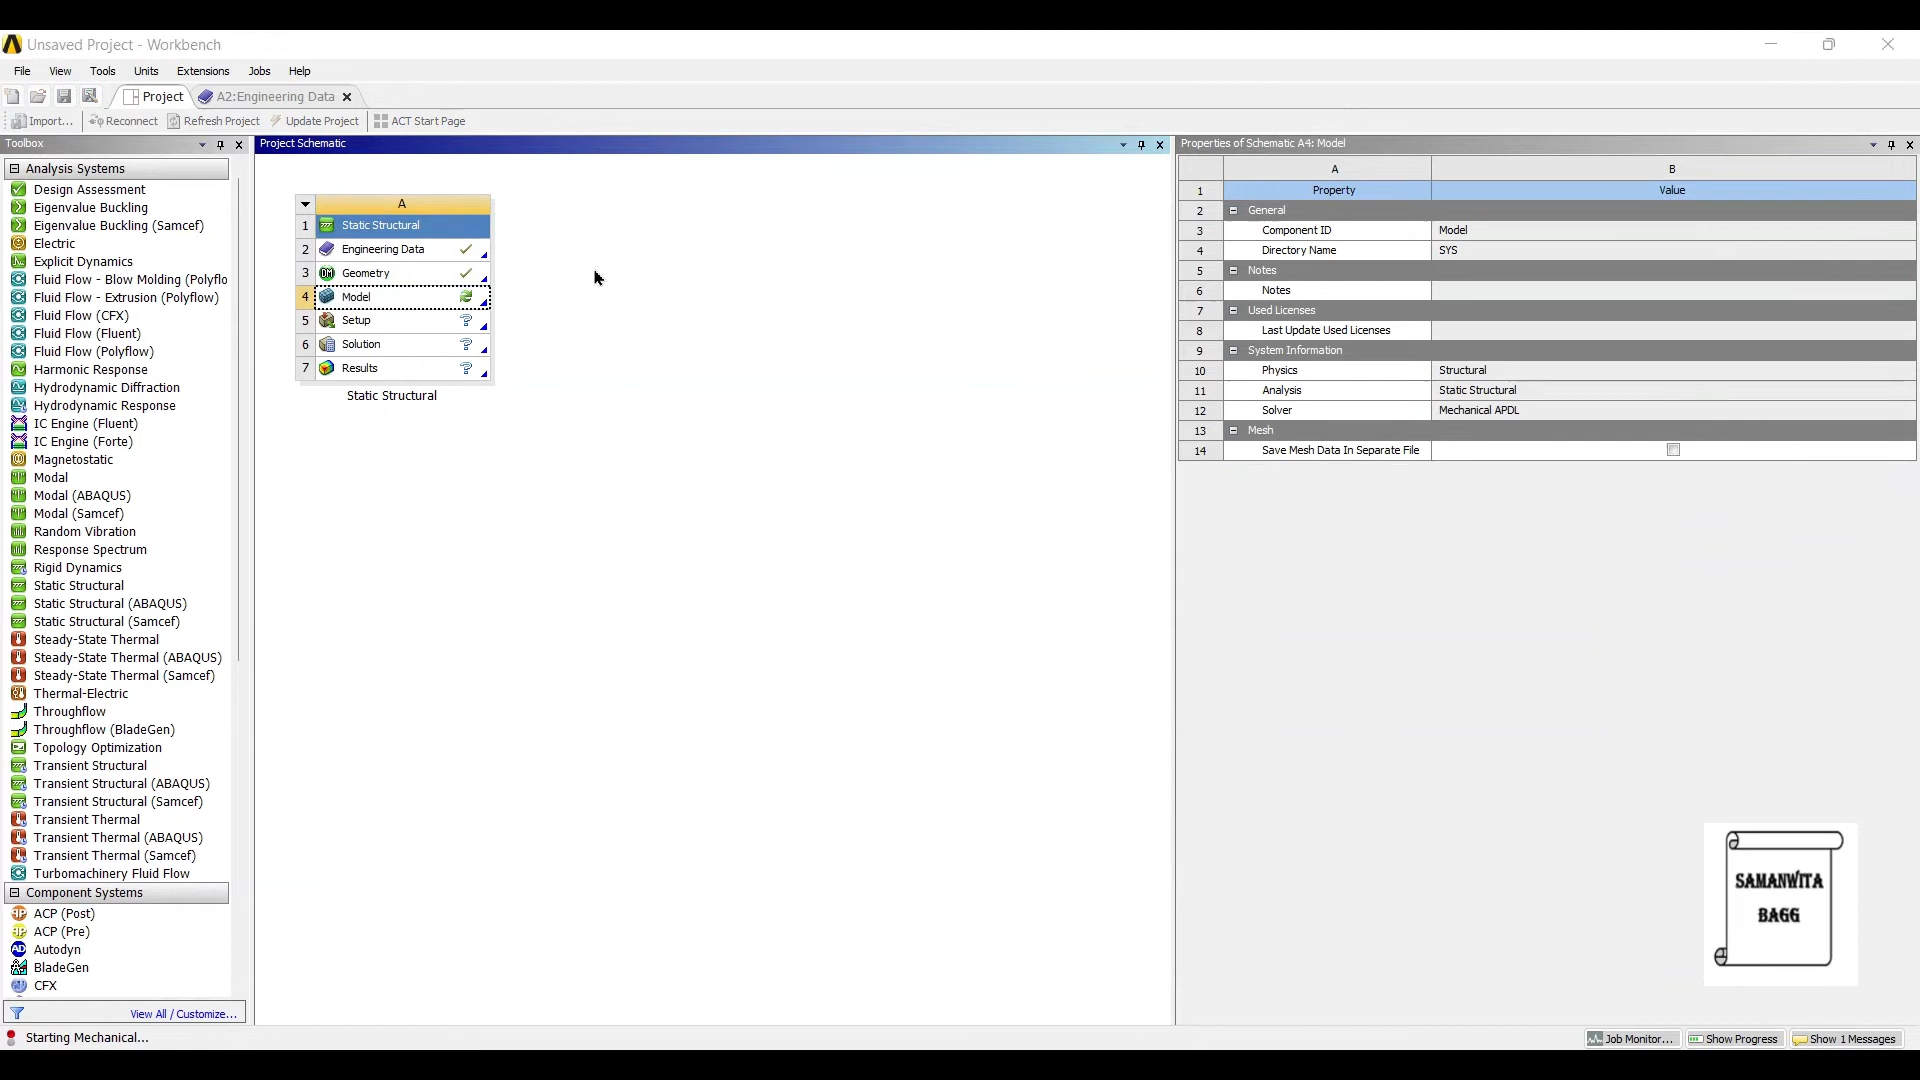 Unsaved Project - Workbench
File View Tools Units Extensions Jobs Help
Project A2:Engineering Data
Import... Reconnect Refresh Project Update Project ACT Start Page
Toolbox
Analysis Systems
Design Assessment
Eigenvalue Buckling
Eigenvalue Buckling (Samcef)
Electric
Explicit Dynamics
Fluid Flow - Blow Molding (Polyflo
Fluid Flow - Extrusion (Polyflow)
Fluid Flow (CFX)
Fluid Flow (Fluent)
Fluid Flow (Polyflow)
Harmonic Response
Hydrodynamic Diffraction
Hydrodynamic Response
IC Engine (Fluent)
IC Engine (Forte)
Magnetostatic
Modal
Modal (ABAQUS)
Modal (Samcef)
Random Vibration
Response Spectrum
Rigid Dynamics
Static Structural
Static Structural (ABAQUS)
Static Structural (Samcef)
Steady-State Thermal
Steady-State Thermal (ABAQUS)
Steady-State Thermal (Samcef)
Thermal-Electric
Throughflow
Throughflow (BladeGen)
Topology Optimization
Transient Structural
Transient Structural (ABAQUS)
Transient Structural (Samcef)
Transient Thermal
Transient Thermal (ABAQUS)
Transient Thermal (Samcef)
Turbomachinery Fluid Flow
Component Systems
ACP (Post)
ACP (Pre)
Autodyn
BladeGen
CFX
View All / Customize...
Project Schematic
A
1 Static Structural
2 Engineering Data
3 DM Geometry
4 Model
5 Setup ?
6 Solution ?
7 Results ?
Static Structural
Properties of Schematic A4: Model
A B
1 Property Value
2 General
3 Component ID Model
4 Directory Name SYS
5 Notes
6 Notes
7 Used Licenses
8 Last Update Used Licenses
9 System Information
10 Physics Structural
11 Analysis Static Structural
12 Solver Mechanical APDL
13 Mesh
14 Save Mesh Data In Separate File
SAMANWITA
BAGG
Starting Mechanical...
Job Monitor... Show Progress Show 1 Messages